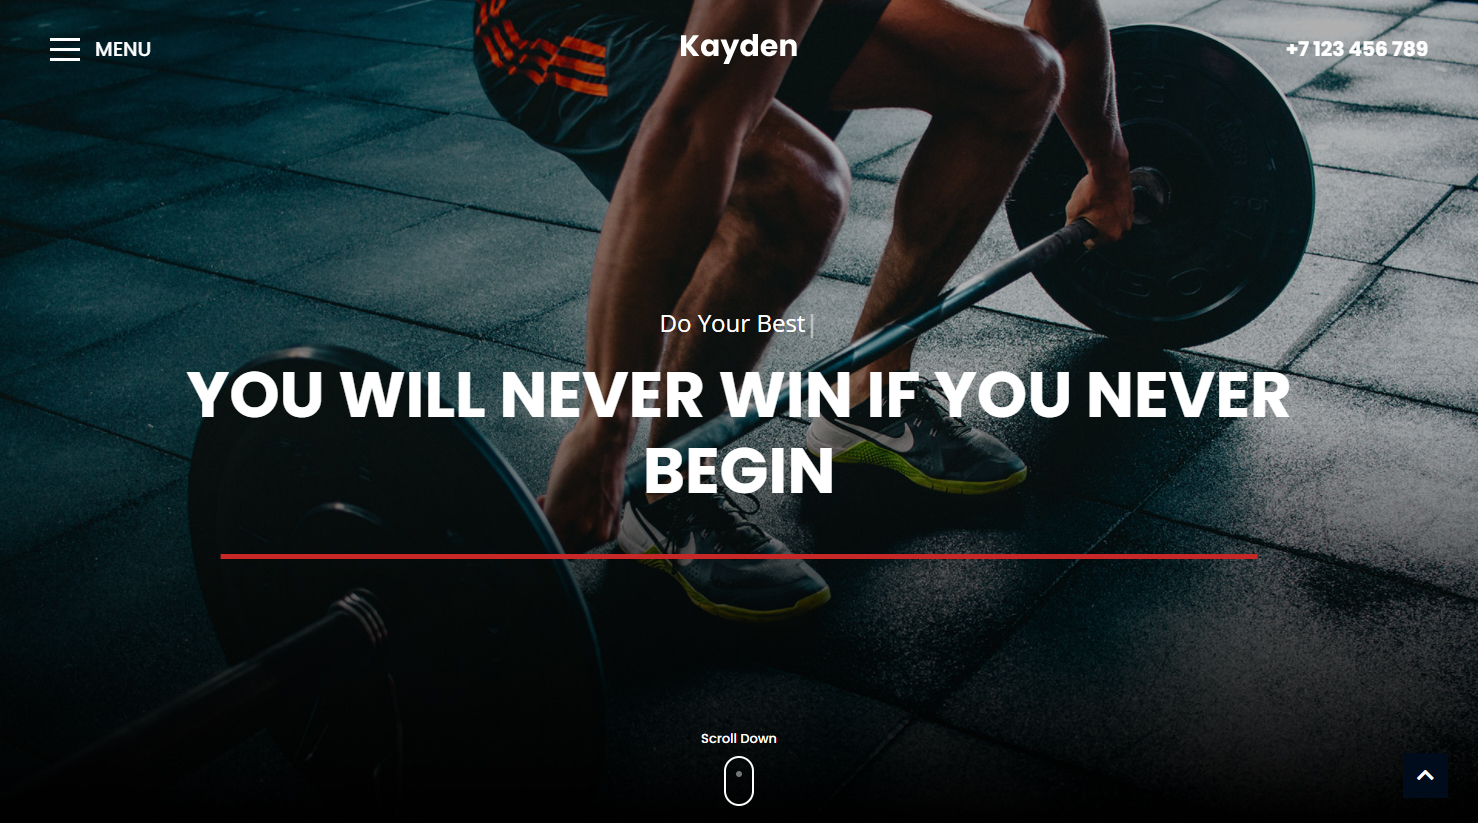 MENU
Kayden
+7 123 456 789
Do Your Best
YOU WILL NEVER WIN IF YOU NEVER
BEGIN
Scroll Down